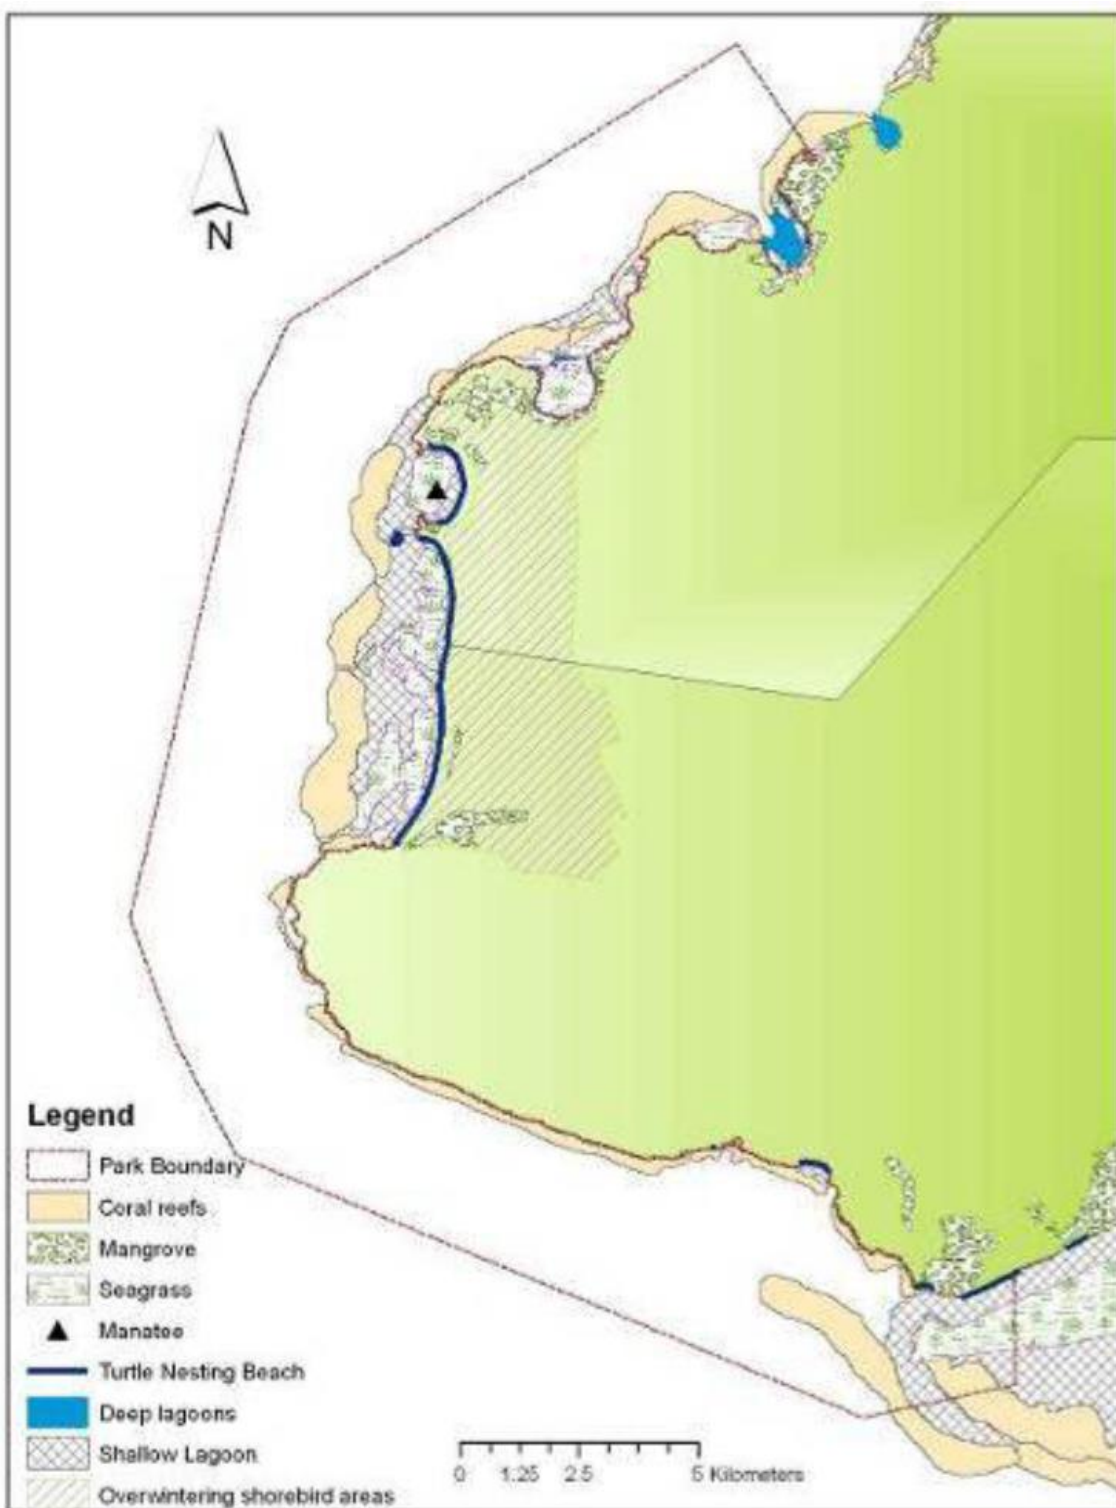 N
Legend
Park Boundary
Coral reefs
Mangrove
Seagrass
Manatee
Turtle Nesting Beach
Deep lagoons
Shallow Lagoon
Overwintering shorebird areas
0 1.25 2.5 5 Kilometers